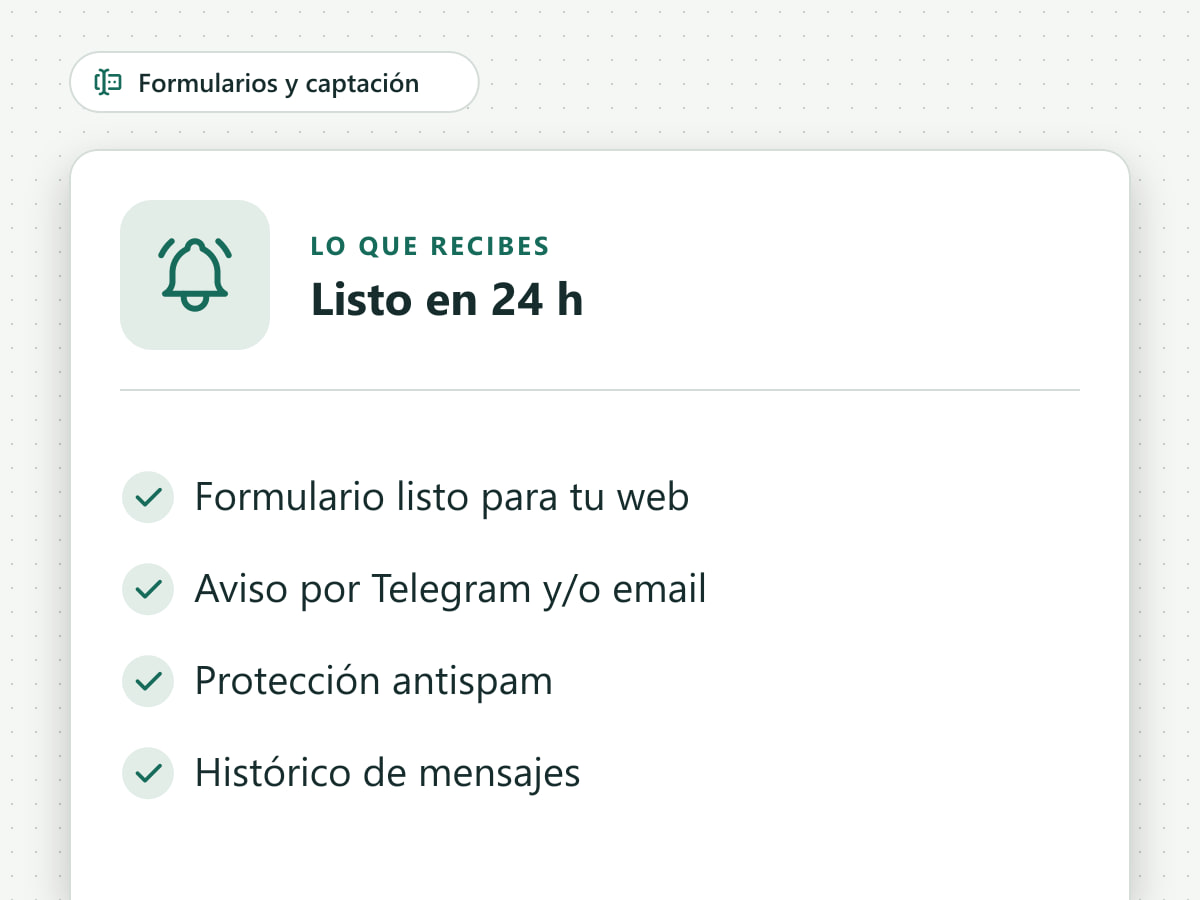 Formularios y captación
LO QUE RECIBES
Listo en 24 h
Formulario listo para tu web
Aviso por Telegram y/o email
Protección antispam
Histórico de mensajes